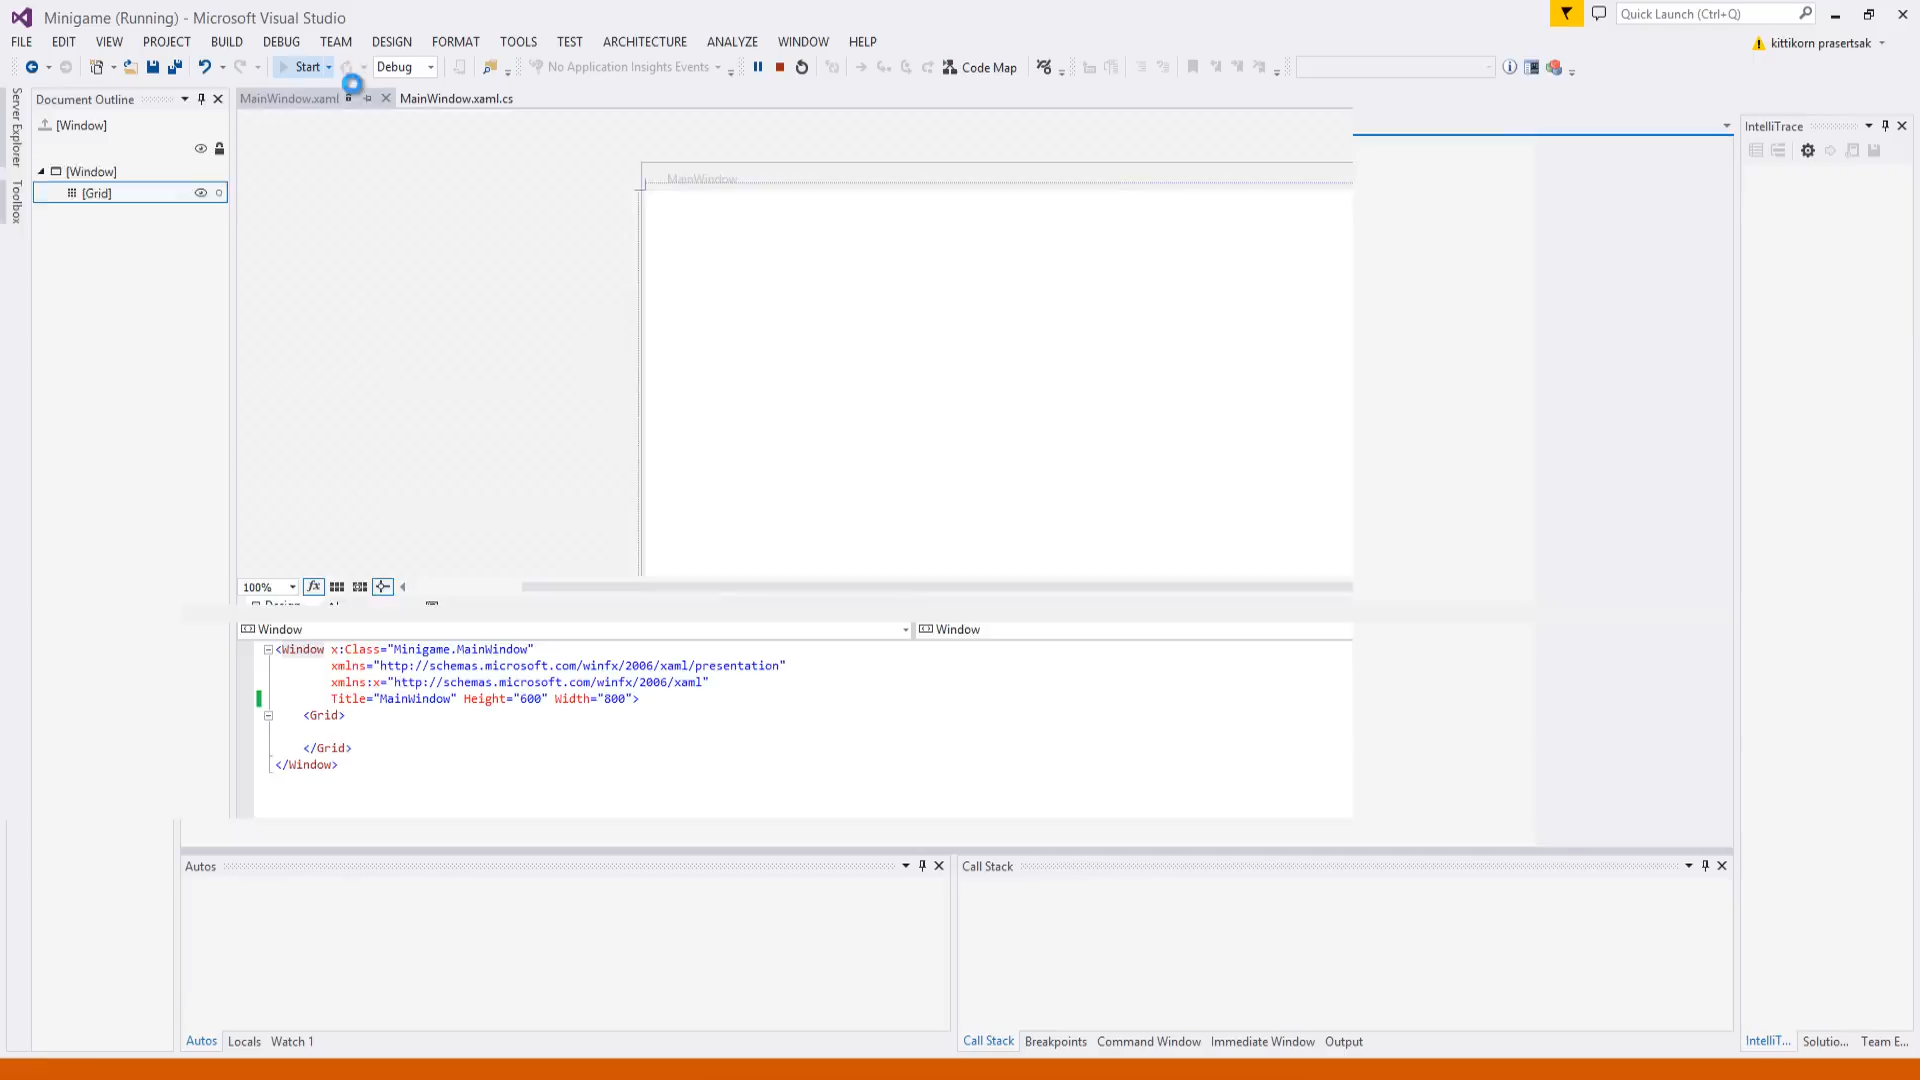 Minigame (Running) - Microsoft Visual Studio
Quick Launch (Ctrl+Q)
FILE EDIT VIEW PROJECT BUILD DEBUG TEAM DESIGN FORMAT TOOLS TEST ARCHITECTURE ANALYZE WINDOW HELP
kittikorn prasertsak
Start Debug No Application Insights Events Code Map
Server Explorer
Toolbox
Document Outline
MainWindow.xaml MainWindow.xaml.cs
[Window]
[Window]
[Grid]
IntelliTrace
MainWindow
100%
Design
Window Window
<Window x:Class="Minigame.MainWindow"
xmlns="http://schemas.microsoft.com/winfx/2006/xaml/presentation"
xmlns:x="http://schemas.microsoft.com/winfx/2006/xaml"
Title="MainWindow" Height="600" Width="800">
<Grid>
</Grid>
</Window>
Autos
Call Stack
Autos Locals Watch 1
Call Stack Breakpoints Command Window Immediate Window Output
IntelliT... Solutio... Team E...